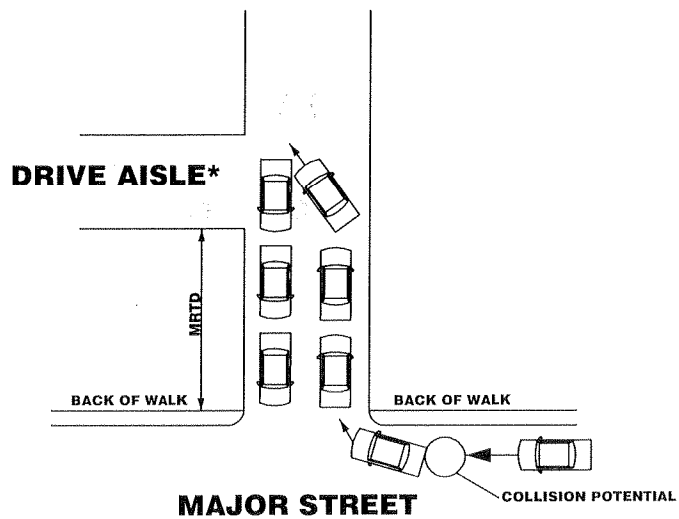 DRIVE AISLE*
MRTD
BACK OF WALK
BACK OF WALK
COLLISION POTENTIAL
MAJOR STREET